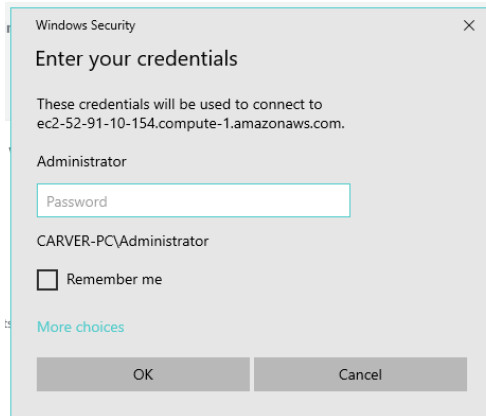 Windows Security
Enter your credentials
These credentials will be used to connect to
ec2-52-91-10-154.compute-1.amazonaws.com.
Administrator
Password
CARVER-PC\Administrator
Remember me
More choices
OK
Cancel